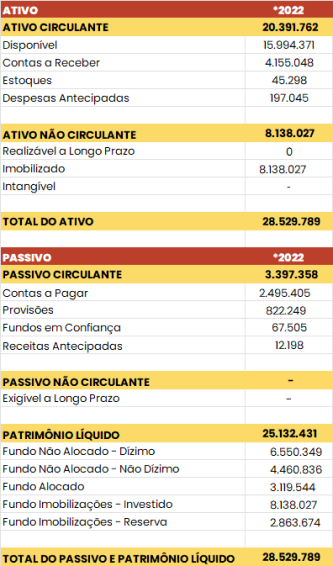 ATIVO *2022
ATIVO CIRCULANTE 20.391.762
Disponível 15.994.371
Contas a Receber 4.155.048
Estoques 45.298
Despesas Antecipadas 197.045
ATIVO NÃO CIRCULANTE 8.138.027
Realizável a Longo Prazo 0
Imobilizado 8.138.027
Intangível -
TOTAL DO ATIVO 28.529.789
PASSIVO *2022
PASSIVO CIRCULANTE 3.397.358
Contas a Pagar 2.495.405
Provisões 822.249
Fundos em Confiança 67.505
Receitas Antecipadas 12.198
PASSIVO NÃO CIRCULANTE -
Exigível a Longo Prazo -
PATRIMÔNIO LÍQUIDO 25.132.431
Fundo Não Alocado - Dízimo 6.550.349
Fundo Não Alocado - Não Dízimo 4.460.836
Fundo Alocado 3.119.544
Fundo Imobilizações - Investido 8.138.027
Fundo Imobilizações - Reserva 2.863.674
TOTAL DO PASSIVO E PATRIMÔNIO LÍQUIDO 28.529.789